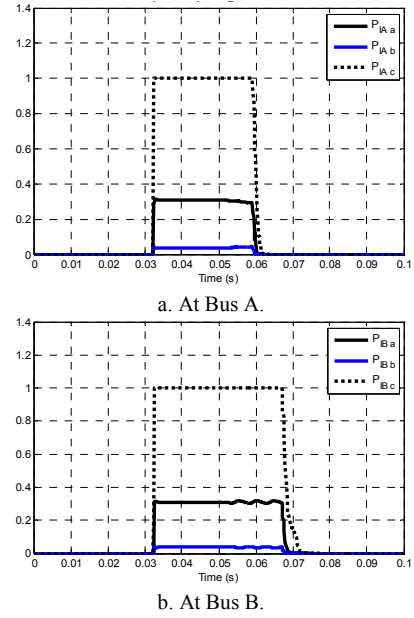 1.4
P_IA a
P_IA b
P_IA c
1.2
1
0.8
0.6
0.4
0.2
0
0 0.01 0.02 0.03 0.04 0.05 0.06 0.07 0.08 0.09 0.1
Time (s)
a. At Bus A.
1.4
P_IB a
P_IB b
P_IB c
1.2
1
0.8
0.6
0.4
0.2
0
0 0.01 0.02 0.03 0.04 0.05 0.06 0.07 0.08 0.09 0.1
Time (s)
b. At Bus B.